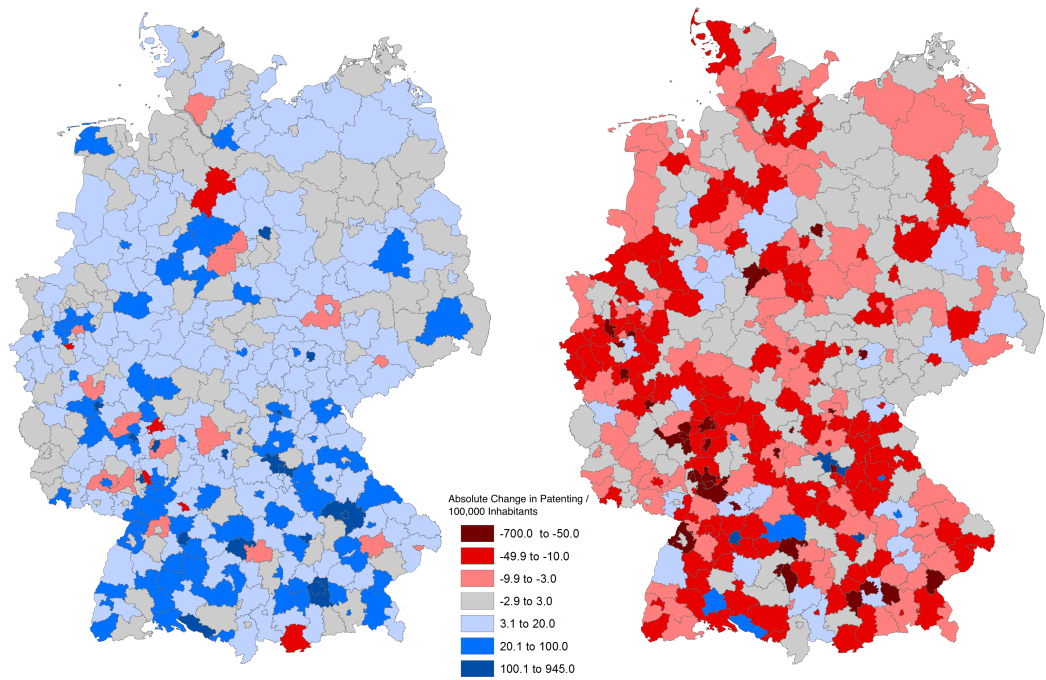 Absolute Change in Patenting /
100,000 Inhabitants
-700.0 to -50.0
-49.9 to -10.0
-9.9 to -3.0
-2.9 to 3.0
3.1 to 20.0
20.1 to 100.0
100.1 to 945.0